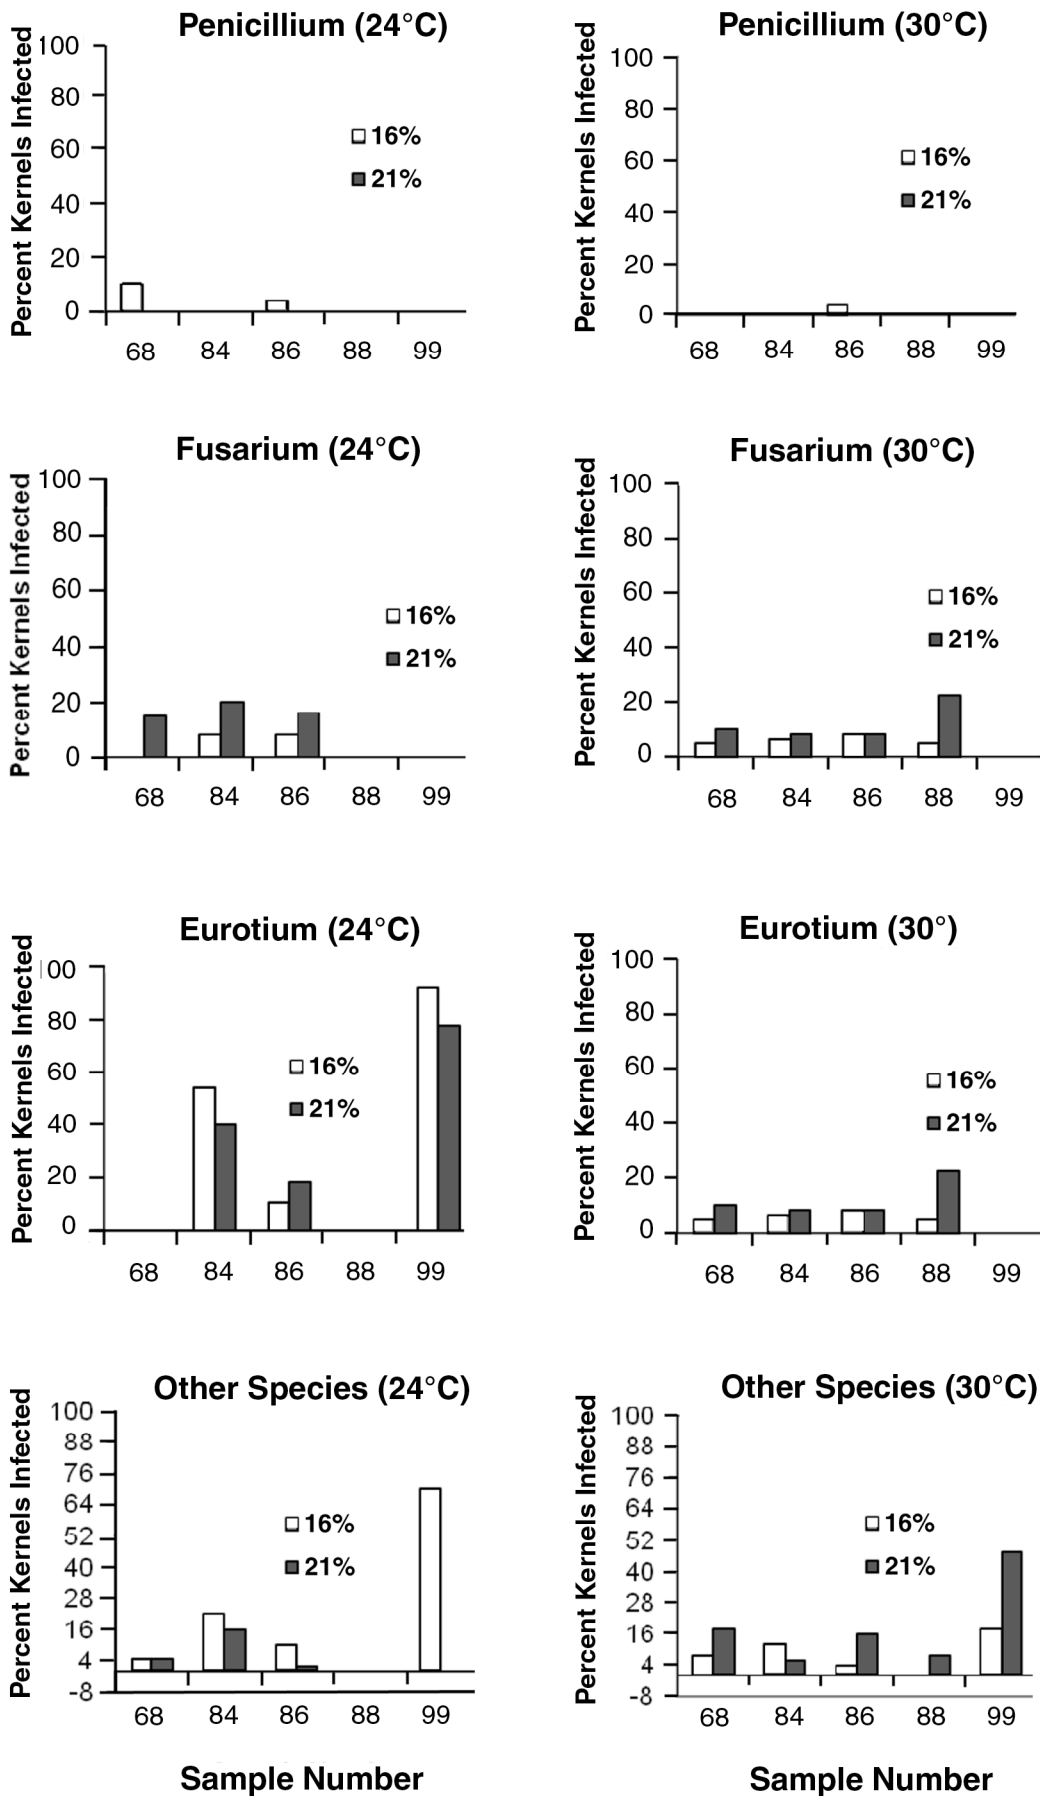 Penicillium (24°C)
Percent Kernels Infected
100
80
60
40
20
0
16%
21%
68 84 86 88 99
Penicillium (30°C)
Percent Kernels Infected
100
80
60
40
20
0
16%
21%
68 84 86 88 99
Fusarium (24°C)
Percent Kernels Infected
100
80
60
40
20
0
16%
21%
68 84 86 88 99
Fusarium (30°C)
Percent Kernels Infected
100
80
60
40
20
0
16%
21%
68 84 86 88 99
Eurotium (24°C)
Percent Kernels Infected
100
80
60
40
20
0
16%
21%
68 84 86 88 99
Eurotium (30°)
Percent Kernels Infected
100
80
60
40
20
0
16%
21%
68 84 86 88 99
Other Species (24°C)
Percent Kernels Infected
100
88
76
64
52
40
28
16
4
-8
16%
21%
68 84 86 88 99
Sample Number
Other Species (30°C)
Percent Kernels Infected
100
88
76
64
52
40
28
16
4
-8
16%
21%
68 84 86 88 99
Sample Number